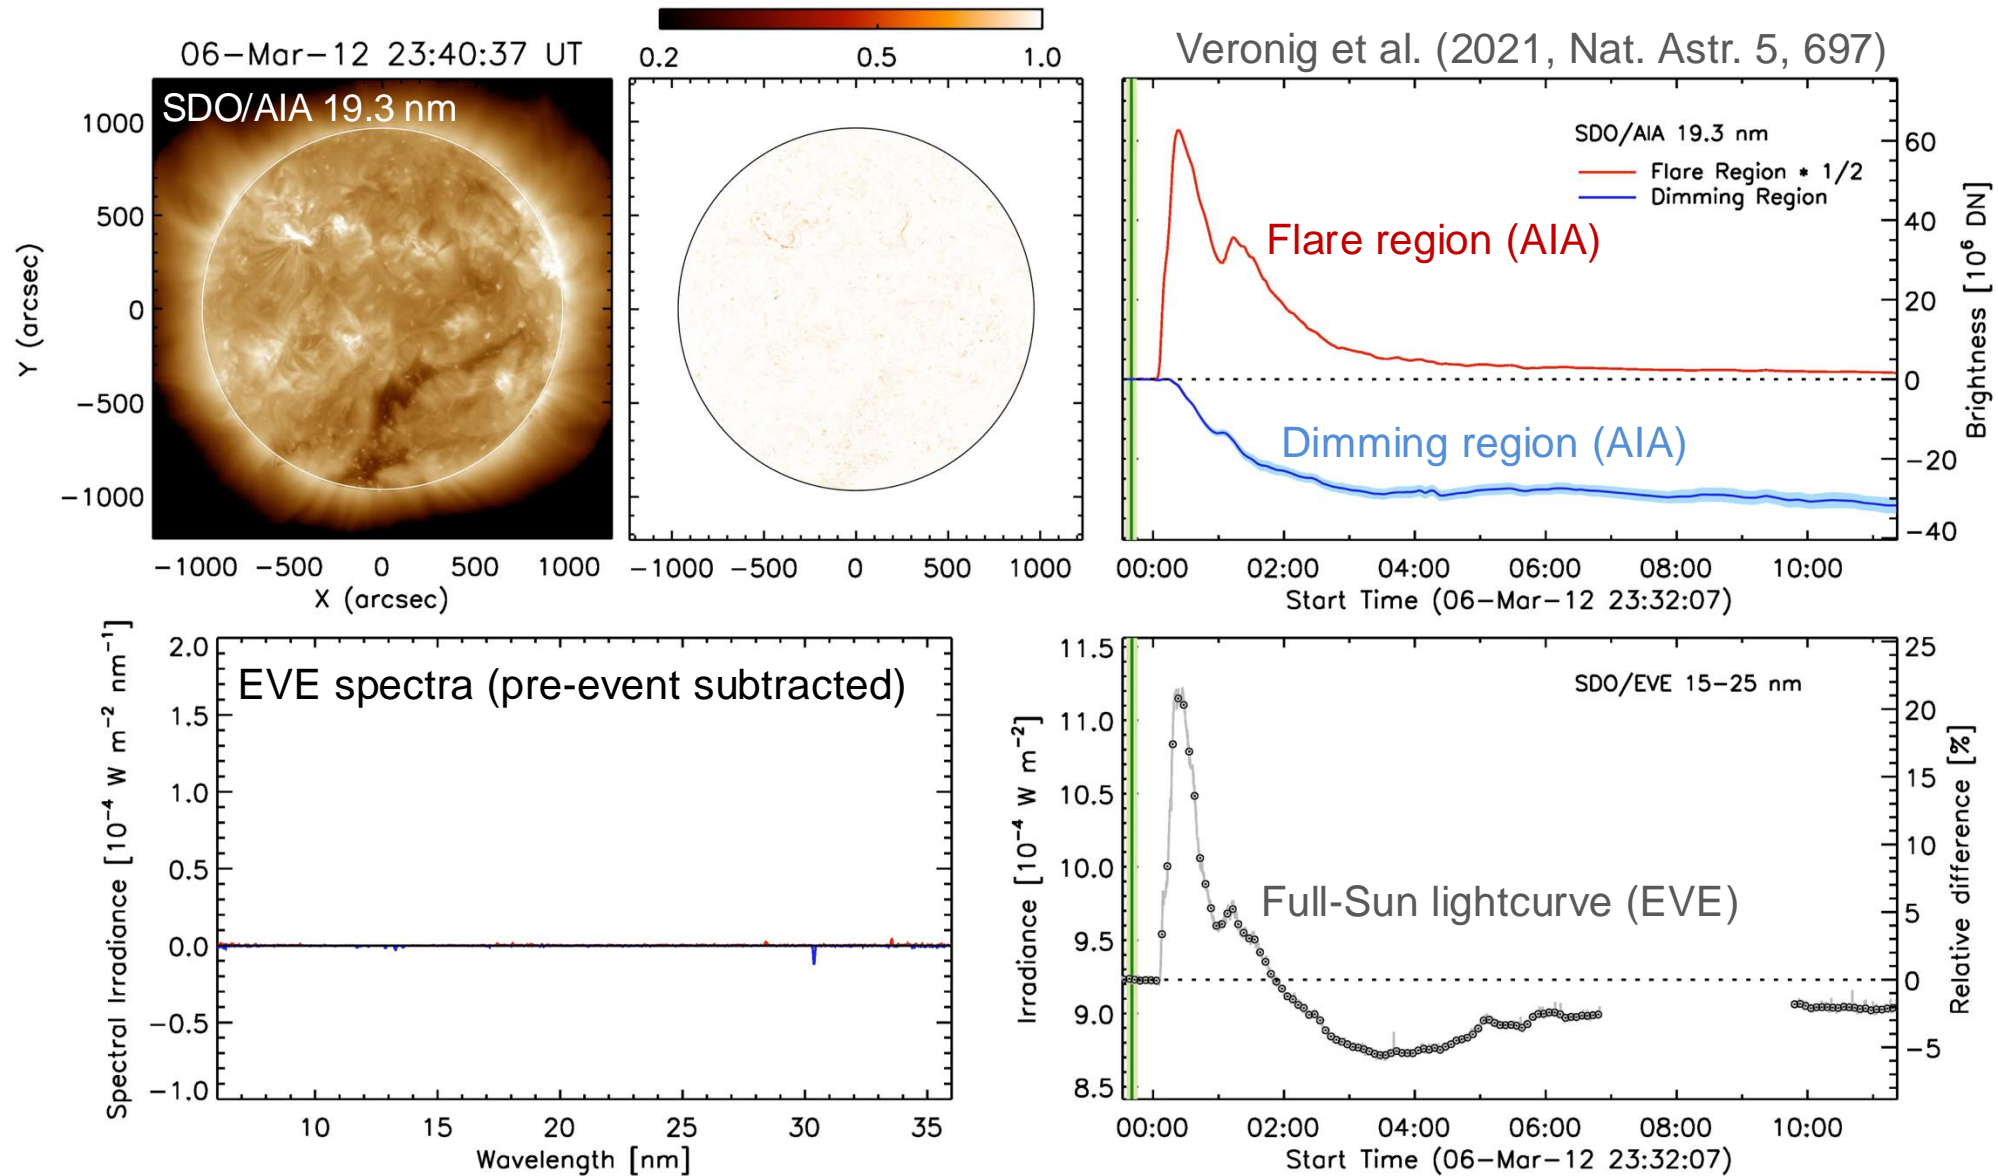 0.2 0.5 1.0
06-Mar-12 23:40:37 UT
Veronig et al. (2021, Nat. Astr. 5, 697)
SDO/AIA 19.3 nm
1000
500
0
-500
-1000
Y (arcsec)
-1000 -500 0 500 1000
X (arcsec)
-1000 -500 0 500 1000
SDO/AIA 19.3 nm
Flare Region * 1/2
Dimming Region
Flare region (AIA)
Dimming region (AIA)
60
40
20
0
-20
-40
Brightness [10⁶ DN]
00:00 02:00 04:00 06:00 08:00 10:00
Start Time (06-Mar-12 23:32:07)
EVE spectra (pre-event subtracted)
2.0
1.5
1.0
0.5
0.0
-0.5
-1.0
Spectral Irradiance [10⁻⁴ W m⁻² nm⁻¹]
10 15 20 25 30 35
Wavelength [nm]
SDO/EVE 15-25 nm
Full-Sun lightcurve (EVE)
11.5
11.0
10.5
10.0
9.5
9.0
8.5
Irradiance [10⁻⁴ W m⁻²]
25
20
15
10
5
0
-5
Relative difference [%]
00:00 02:00 04:00 06:00 08:00 10:00
Start Time (06-Mar-12 23:32:07)